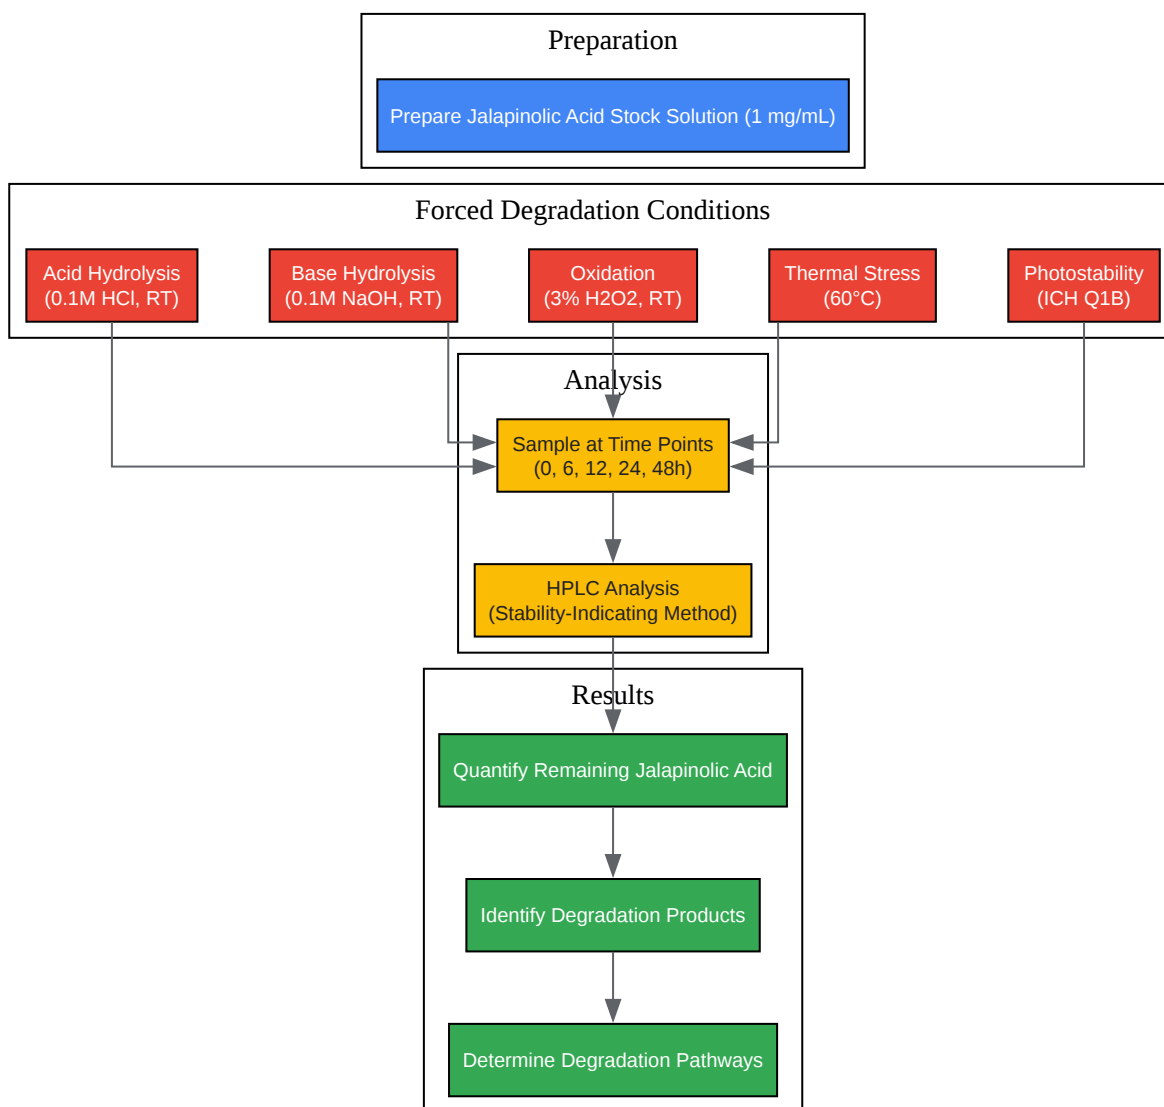 Preparation
Prepare Jalapinolic Acid Stock Solution (1 mg/mL)
Forced Degradation Conditions
Acid Hydrolysis
(0.1M HCl, RT)
Base Hydrolysis
(0.1M NaOH, RT)
Oxidation
(3% H2O2, RT)
Thermal Stress
(60°C)
Photostability
(ICH Q1B)
Analysis
Sample at Time Points
(0, 6, 12, 24, 48h)
HPLC Analysis
(Stability-Indicating Method)
Results
Quantify Remaining Jalapinolic Acid
Identify Degradation Products
Determine Degradation Pathways